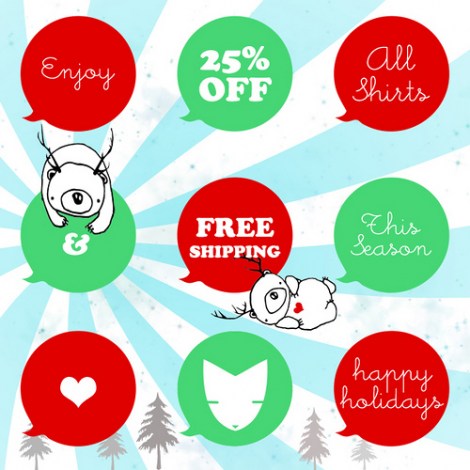 Enjoy
25%
OFF
All
Shirts
&
FREE
SHIPPING
This
Season
happy
holidays